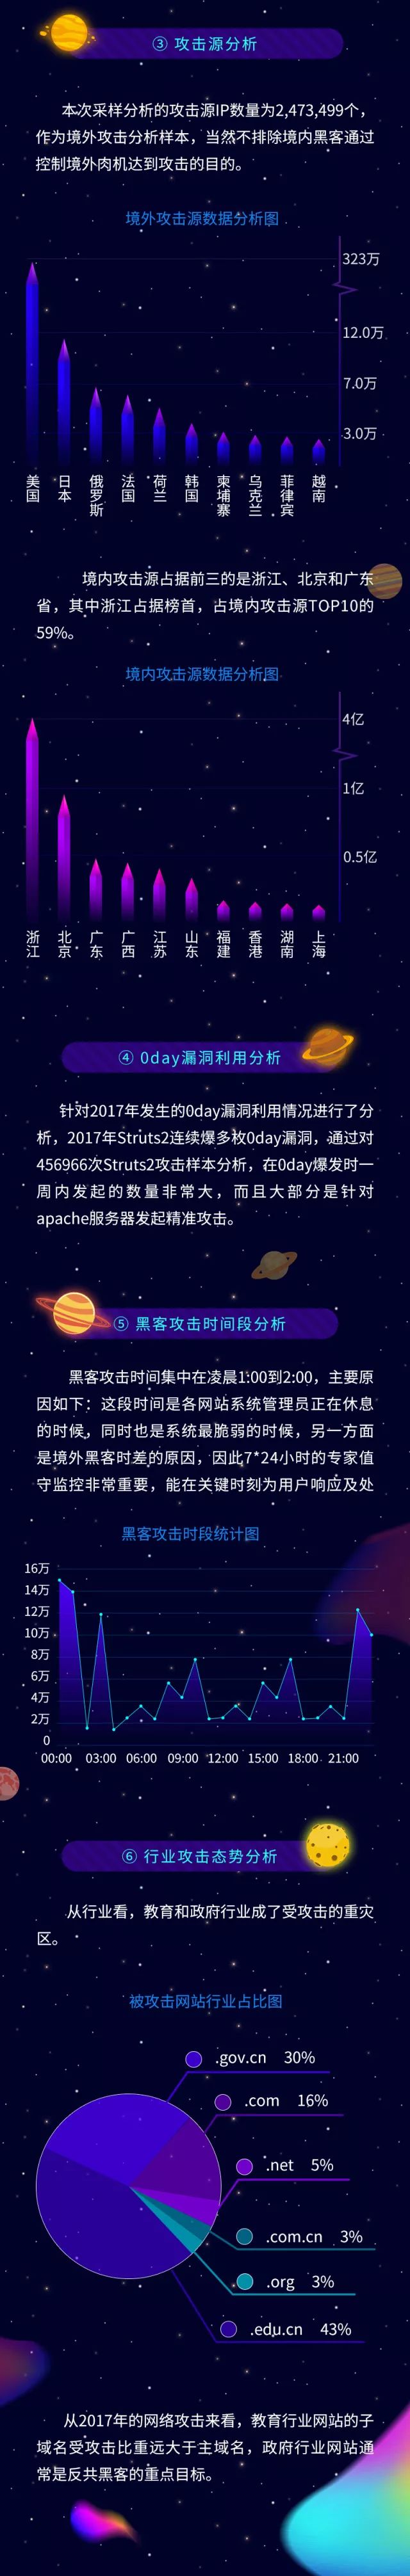 ③ 攻击源分析
本次采样分析的攻击源IP数量为2,473,499个，
作为境外攻击分析样本，当然不排除境内黑客通过
控制境外肉机达到攻击的目的。
境外攻击源数据分析图
323万
12.0万
7.0万
3.0万
美国 日本 俄罗斯 法国 荷兰 韩国 柬埔寨 乌克兰 菲律宾 越南
境内攻击源占据前三的是浙江、北京和广东
省，其中浙江占据榜首，占境内攻击源TOP10的
59%。
境内攻击源数据分析图
4亿
1亿
0.5亿
浙江 北京 广东 广西 江苏 山东 福建 香港 湖南 上海
④ 0day漏洞利用分析
针对2017年发生的0day漏洞利用情况进行了分
析，2017年Struts2连续爆多枚0day漏洞，通过对
456966次Struts2攻击样本分析，在0day爆发时一
周内发起的数量非常大，而且大部分是针对
apache服务器发起精准攻击。
⑤ 黑客攻击时间段分析
黑客攻击时间集中在凌晨1:00到2:00，主要原
因如下：这段时间是各网站系统管理员正在休息
的时候，同时也是系统最脆弱的时候，另一方面
是境外黑客时差的原因，因此7*24小时的专家值
守监控非常重要，能在关键时刻为用户响应及处
黑客攻击时段统计图
16万
14万
12万
10万
8万
6万
4万
2万
0
00:00 03:00 06:00 09:00 12:00 15:00 18:00 21:00
⑥ 行业攻击态势分析
从行业看，教育和政府行业成了受攻击的重灾
区。
被攻击网站行业占比图
.gov.cn 30%
.com 16%
.net 5%
.com.cn 3%
.org 3%
.edu.cn 43%
从2017年的网络攻击来看，教育行业网站的子
域名受攻击比重远大于主域名，政府行业网站通
常是反共黑客的重点目标。